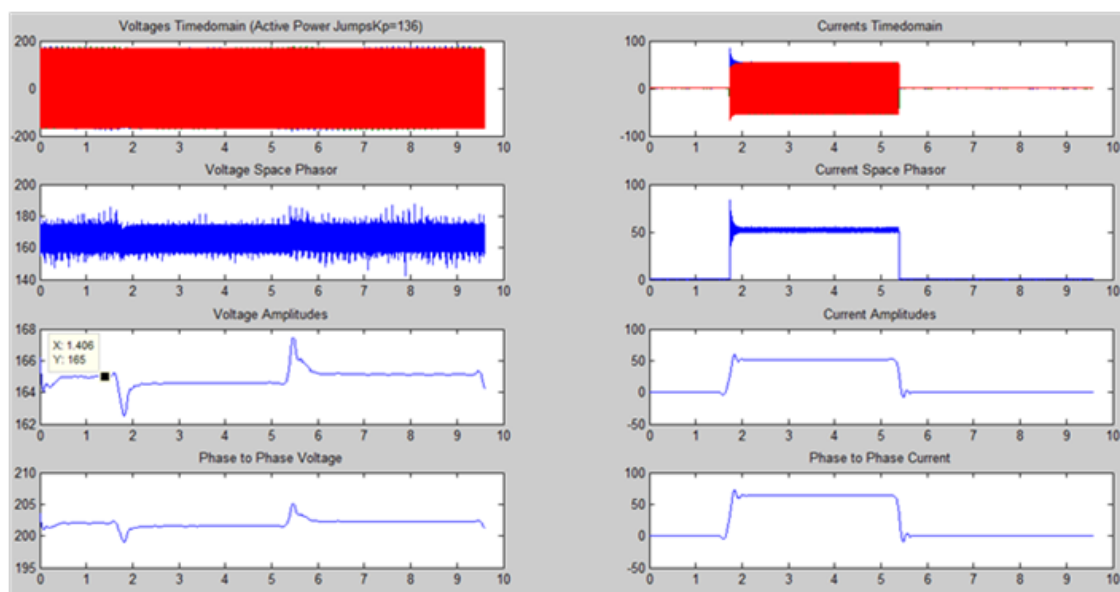 Voltages Timedomain (Active Power JumpsKp=136)
200
0
-200
0 1 2 3 4 5 6 7 8 9 10
Currents Timedomain
100
0
-100
0 1 2 3 4 5 6 7 8 9 10
Voltage Space Phasor
200
180
160
140
0 1 2 3 4 5 6 7 8 9 10
Current Space Phasor
100
50
0
0 1 2 3 4 5 6 7 8 9 10
Voltage Amplitudes
168
166
164
162
X: 1.406
Y: 165
0 1 2 3 4 5 6 7 8 9 10
Current Amplitudes
100
50
0
-50
0 1 2 3 4 5 6 7 8 9 10
Phase to Phase Voltage
210
205
200
195
0 1 2 3 4 5 6 7 8 9 10
Phase to Phase Current
100
50
0
-50
0 1 2 3 4 5 6 7 8 9 10